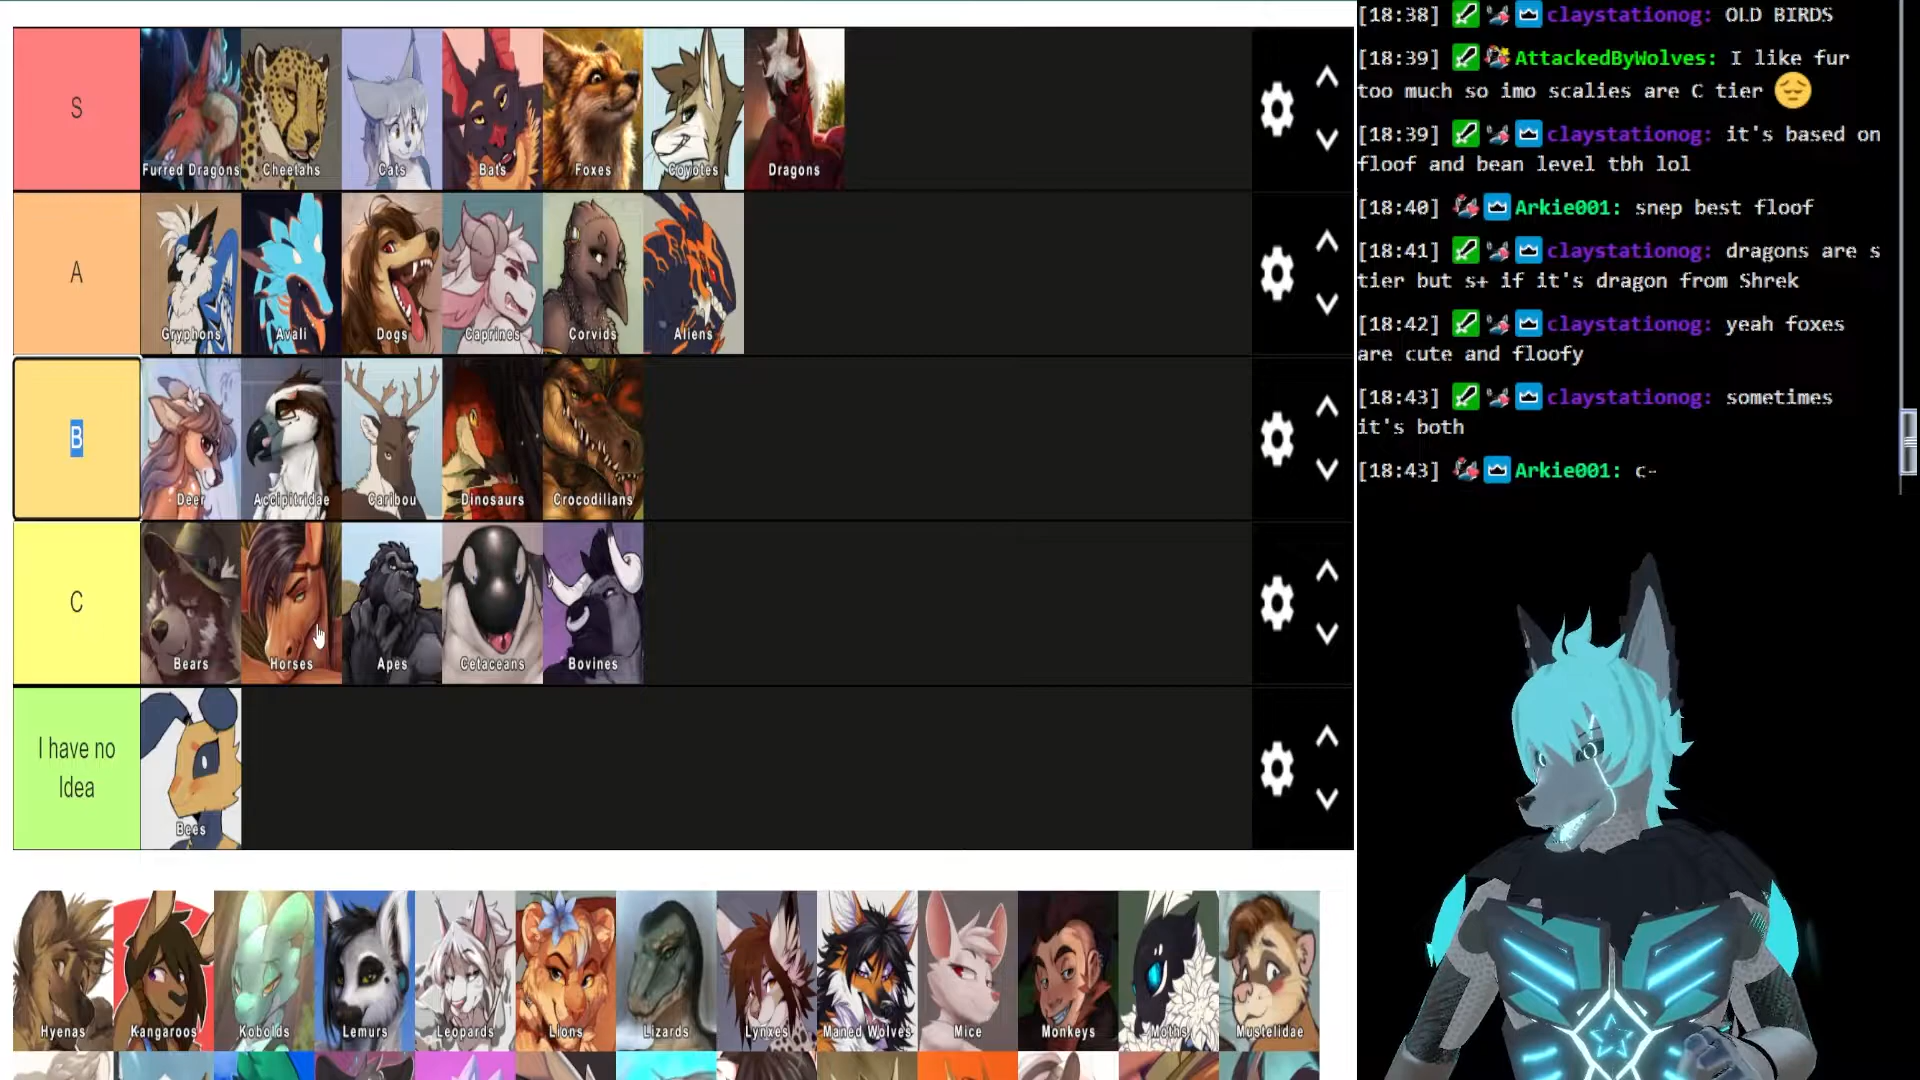 S
Furred Dragons
Cheetahs
Cats
Bats
Foxes
Coyotes
Dragons
A
Gryphons
Avali
Dogs
Caprines
Corvids
Aliens
B
Deer
Accipitridae
Caribou
Dinosaurs
Crocodilians
C
Bears
Horses
Apes
Cetaceans
Bovines
I have no
Idea
Bees
Hyenas
Kangaroos
Kobolds
Lemurs
Leopards
Lions
Lizards
Lynxes
Maned Wolves
Mice
Monkeys
Moths
Mustelidae
[18:38] claystationog: OLD BIRDS
[18:39] AttackedByWolves: I like fur
too much so imo scalies are C tier
[18:39] claystationog: it's based on
floof and bean level tbh lol
[18:40] Arkie001: snep best floof
[18:41] claystationog: dragons are s
tier but s+ if it's dragon from Shrek
[18:42] claystationog: yeah foxes
are cute and floofy
[18:43] claystationog: sometimes
it's both
[18:43] Arkie001: c-